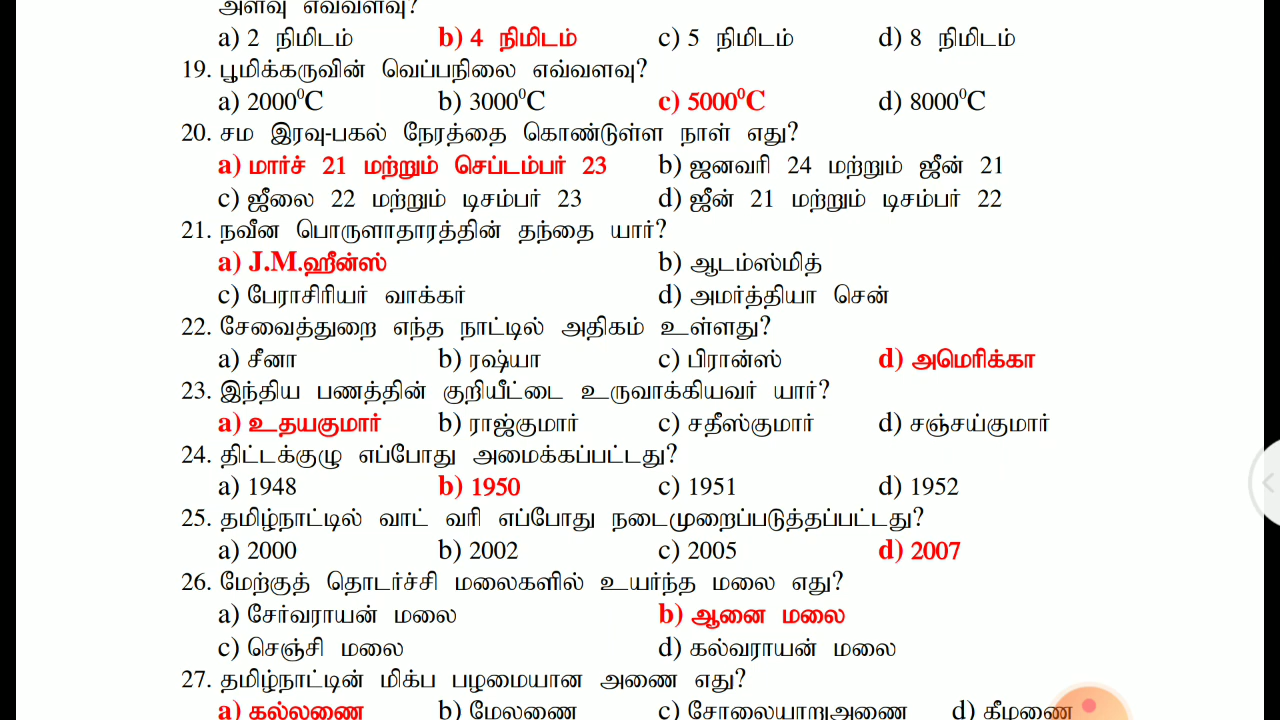 அளவு எவ்வளவு?
a) 2 நிமிடம் b) 4 நிமிடம் c) 5 நிமிடம் d) 8 நிமிடம்
19. பூமிக்கருவின் வெப்பநிலை எவ்வளவு?
a) 2000⁰C b) 3000⁰C c) 5000⁰C d) 8000⁰C
20. சம இரவு-பகல் நேரத்தை கொண்டுள்ள நாள் எது?
a) மார்ச் 21 மற்றும் செப்டம்பர் 23 b) ஜனவரி 24 மற்றும் ஜீன் 21
c) ஜீலை 22 மற்றும் டிசம்பர் 23 d) ஜீன் 21 மற்றும் டிசம்பர் 22
21. நவீன பொருளாதாரத்தின் தந்தை யார்?
a) J.M.ஹீன்ஸ் b) ஆடம்ஸ்மித்
c) பேராசிரியர் வாக்கர் d) அமர்த்தியா சென்
22. சேவைத்துறை எந்த நாட்டில் அதிகம் உள்ளது?
a) சீனா b) ரஷ்யா c) பிரான்ஸ் d) அமெரிக்கா
23. இந்திய பணத்தின் குறியீட்டை உருவாக்கியவர் யார்?
a) உதயகுமார் b) ராஜ்குமார் c) சதீஸ்குமார் d) சஞ்சய்குமார்
24. திட்டக்குழு எப்போது அமைக்கப்பட்டது?
a) 1948 b) 1950 c) 1951 d) 1952
25. தமிழ்நாட்டில் வாட் வரி எப்போது நடைமுறைப்படுத்தப்பட்டது?
a) 2000 b) 2002 c) 2005 d) 2007
26. மேற்குத் தொடர்ச்சி மலைகளில் உயர்ந்த மலை எது?
a) சேர்வராயன் மலை b) ஆனை மலை
c) செஞ்சி மலை d) கல்வராயன் மலை
27. தமிழ்நாட்டின் மிக்ப பழமையான அணை எது?
a) கல்லணை b) மேலணை c) சோலையாறுஅணை d) கீழணை